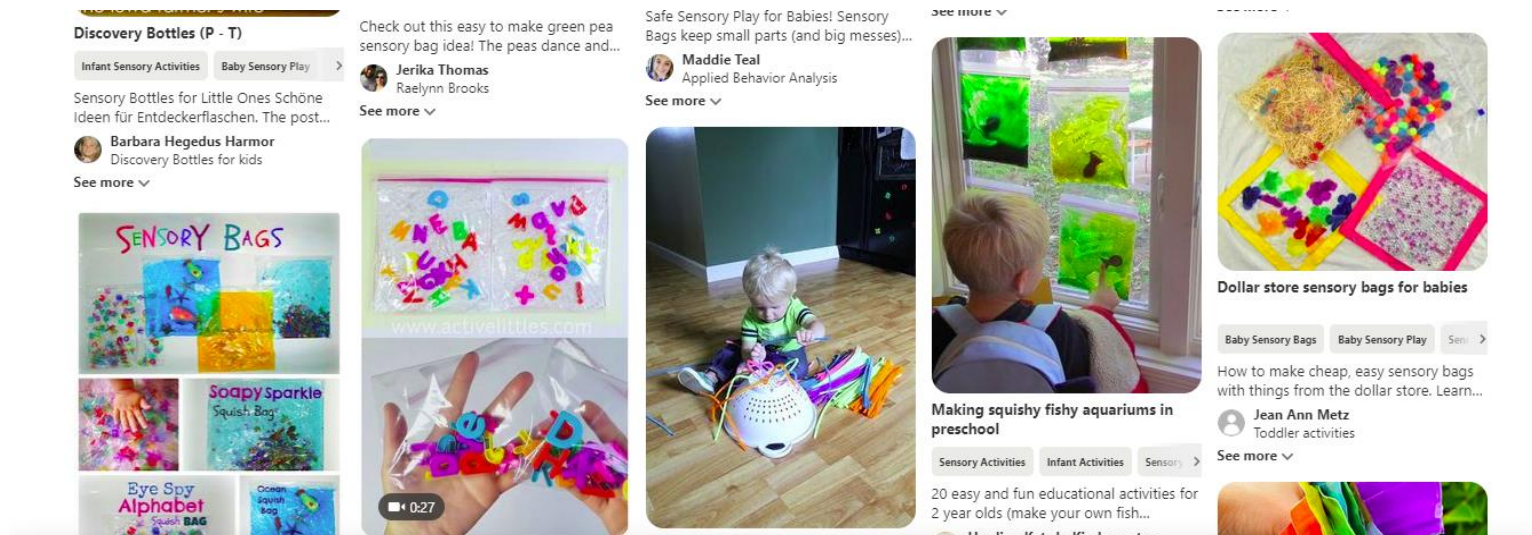 Discovery Bottles (P - T)
Infant Sensory Activities
Baby Sensory Play
Sensory Bottles for Little Ones Schöne
Ideen für Entdeckerflaschen. The post...
Barbara Hegedus Harmor
Discovery Bottles for kids
See more
SENSORY BAGS
Soapy Sparkle
Squish Bag
Eye Spy
Alphabet
Squish BAG
Ocean
Squish
Bag
Check out this easy to make green pea
sensory bag idea! The peas dance and...
Jerika Thomas
Raelynn Brooks
See more
www.activelittles.com
0:27
Safe Sensory Play for Babies! Sensory
Bags keep small parts (and big messes)...
Maddie Teal
Applied Behavior Analysis
See more
See more
Making squishy fishy aquariums in
preschool
Sensory Activities
Infant Activities
Sensory
20 easy and fun educational activities for
2 year olds (make your own fish...
Dollar store sensory bags for babies
Baby Sensory Bags
Baby Sensory Play
How to make cheap, easy sensory bags
with things from the dollar store. Learn...
Jean Ann Metz
Toddler activities
See more